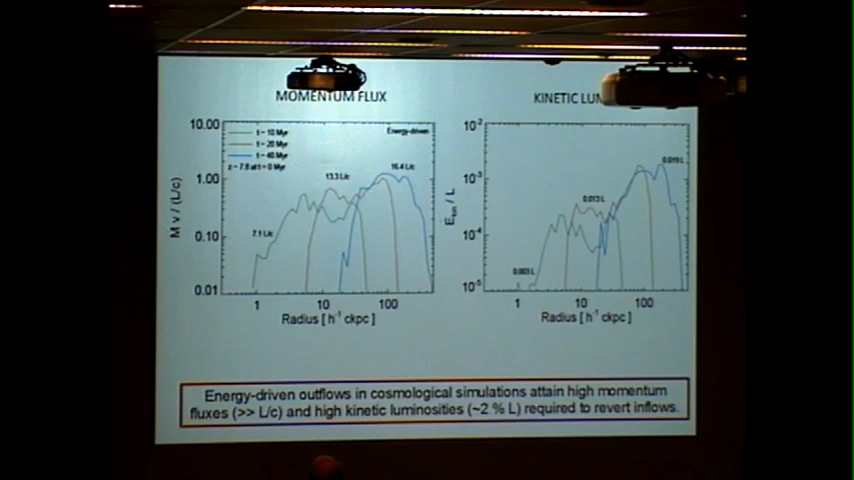 MOMENTUM FLUX
10.00
1.00
0.10
0.01
M v / (L/c)
t = 10 Myr
t = 20 Myr
t = 40 Myr
z = 7.8 at t = 0 Myr
Energy-driven
7.1 L/c
13.3 L/c
16.4 L/c
1 10 100
Radius [ h-1 ckpc ]
KINETIC
10-2
10-3
10-4
10-5
Ekin / L
0.003 L
0.013 L
0.019 L
1 10 100
Radius [ h-1 ckpc ]
Energy-driven outflows in cosmological simulations attain high momentum
fluxes (>> L/c) and high kinetic luminosities (~2 % L) required to revert inflows.